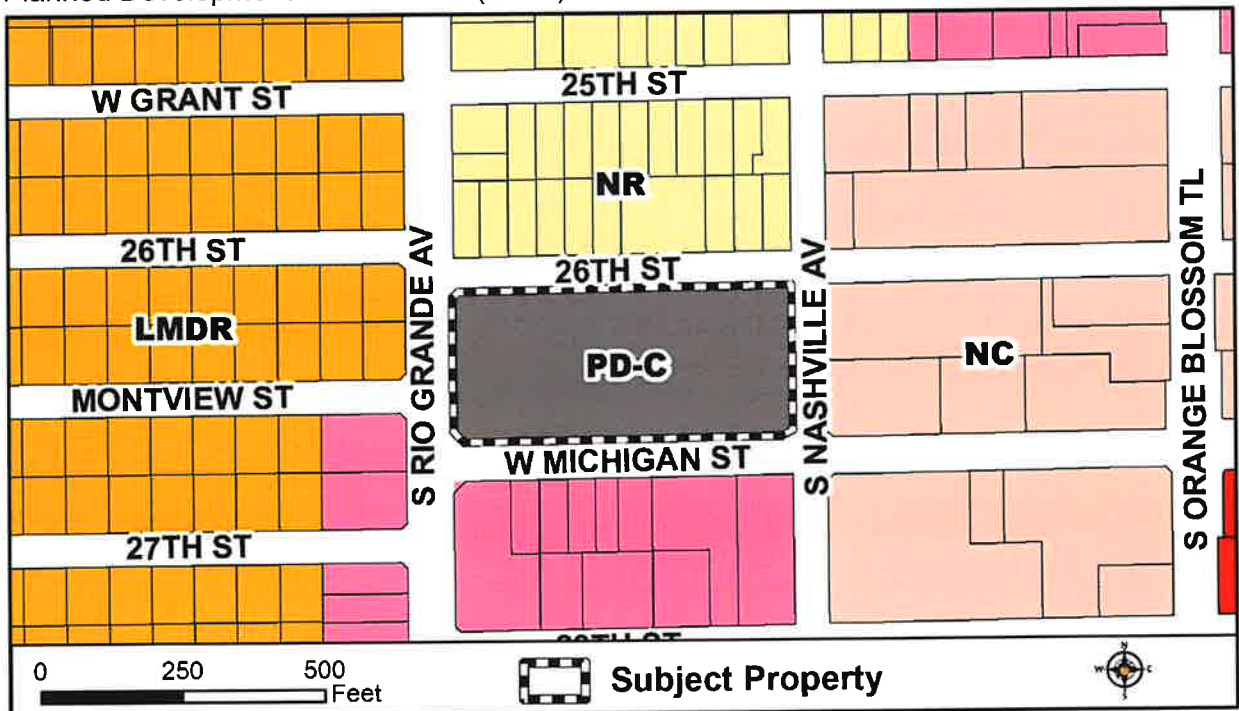 W GRANT ST
25TH ST
NR
26TH ST
26TH ST
S RIO GRANDE AV
S NASHVILLE AV
S ORANGE BLOSSOM TL
LMDR
PD-C
NC
MONTVIEW ST
W MICHIGAN ST
27TH ST
0 250 500
Feet
Subject Property
N
W
S